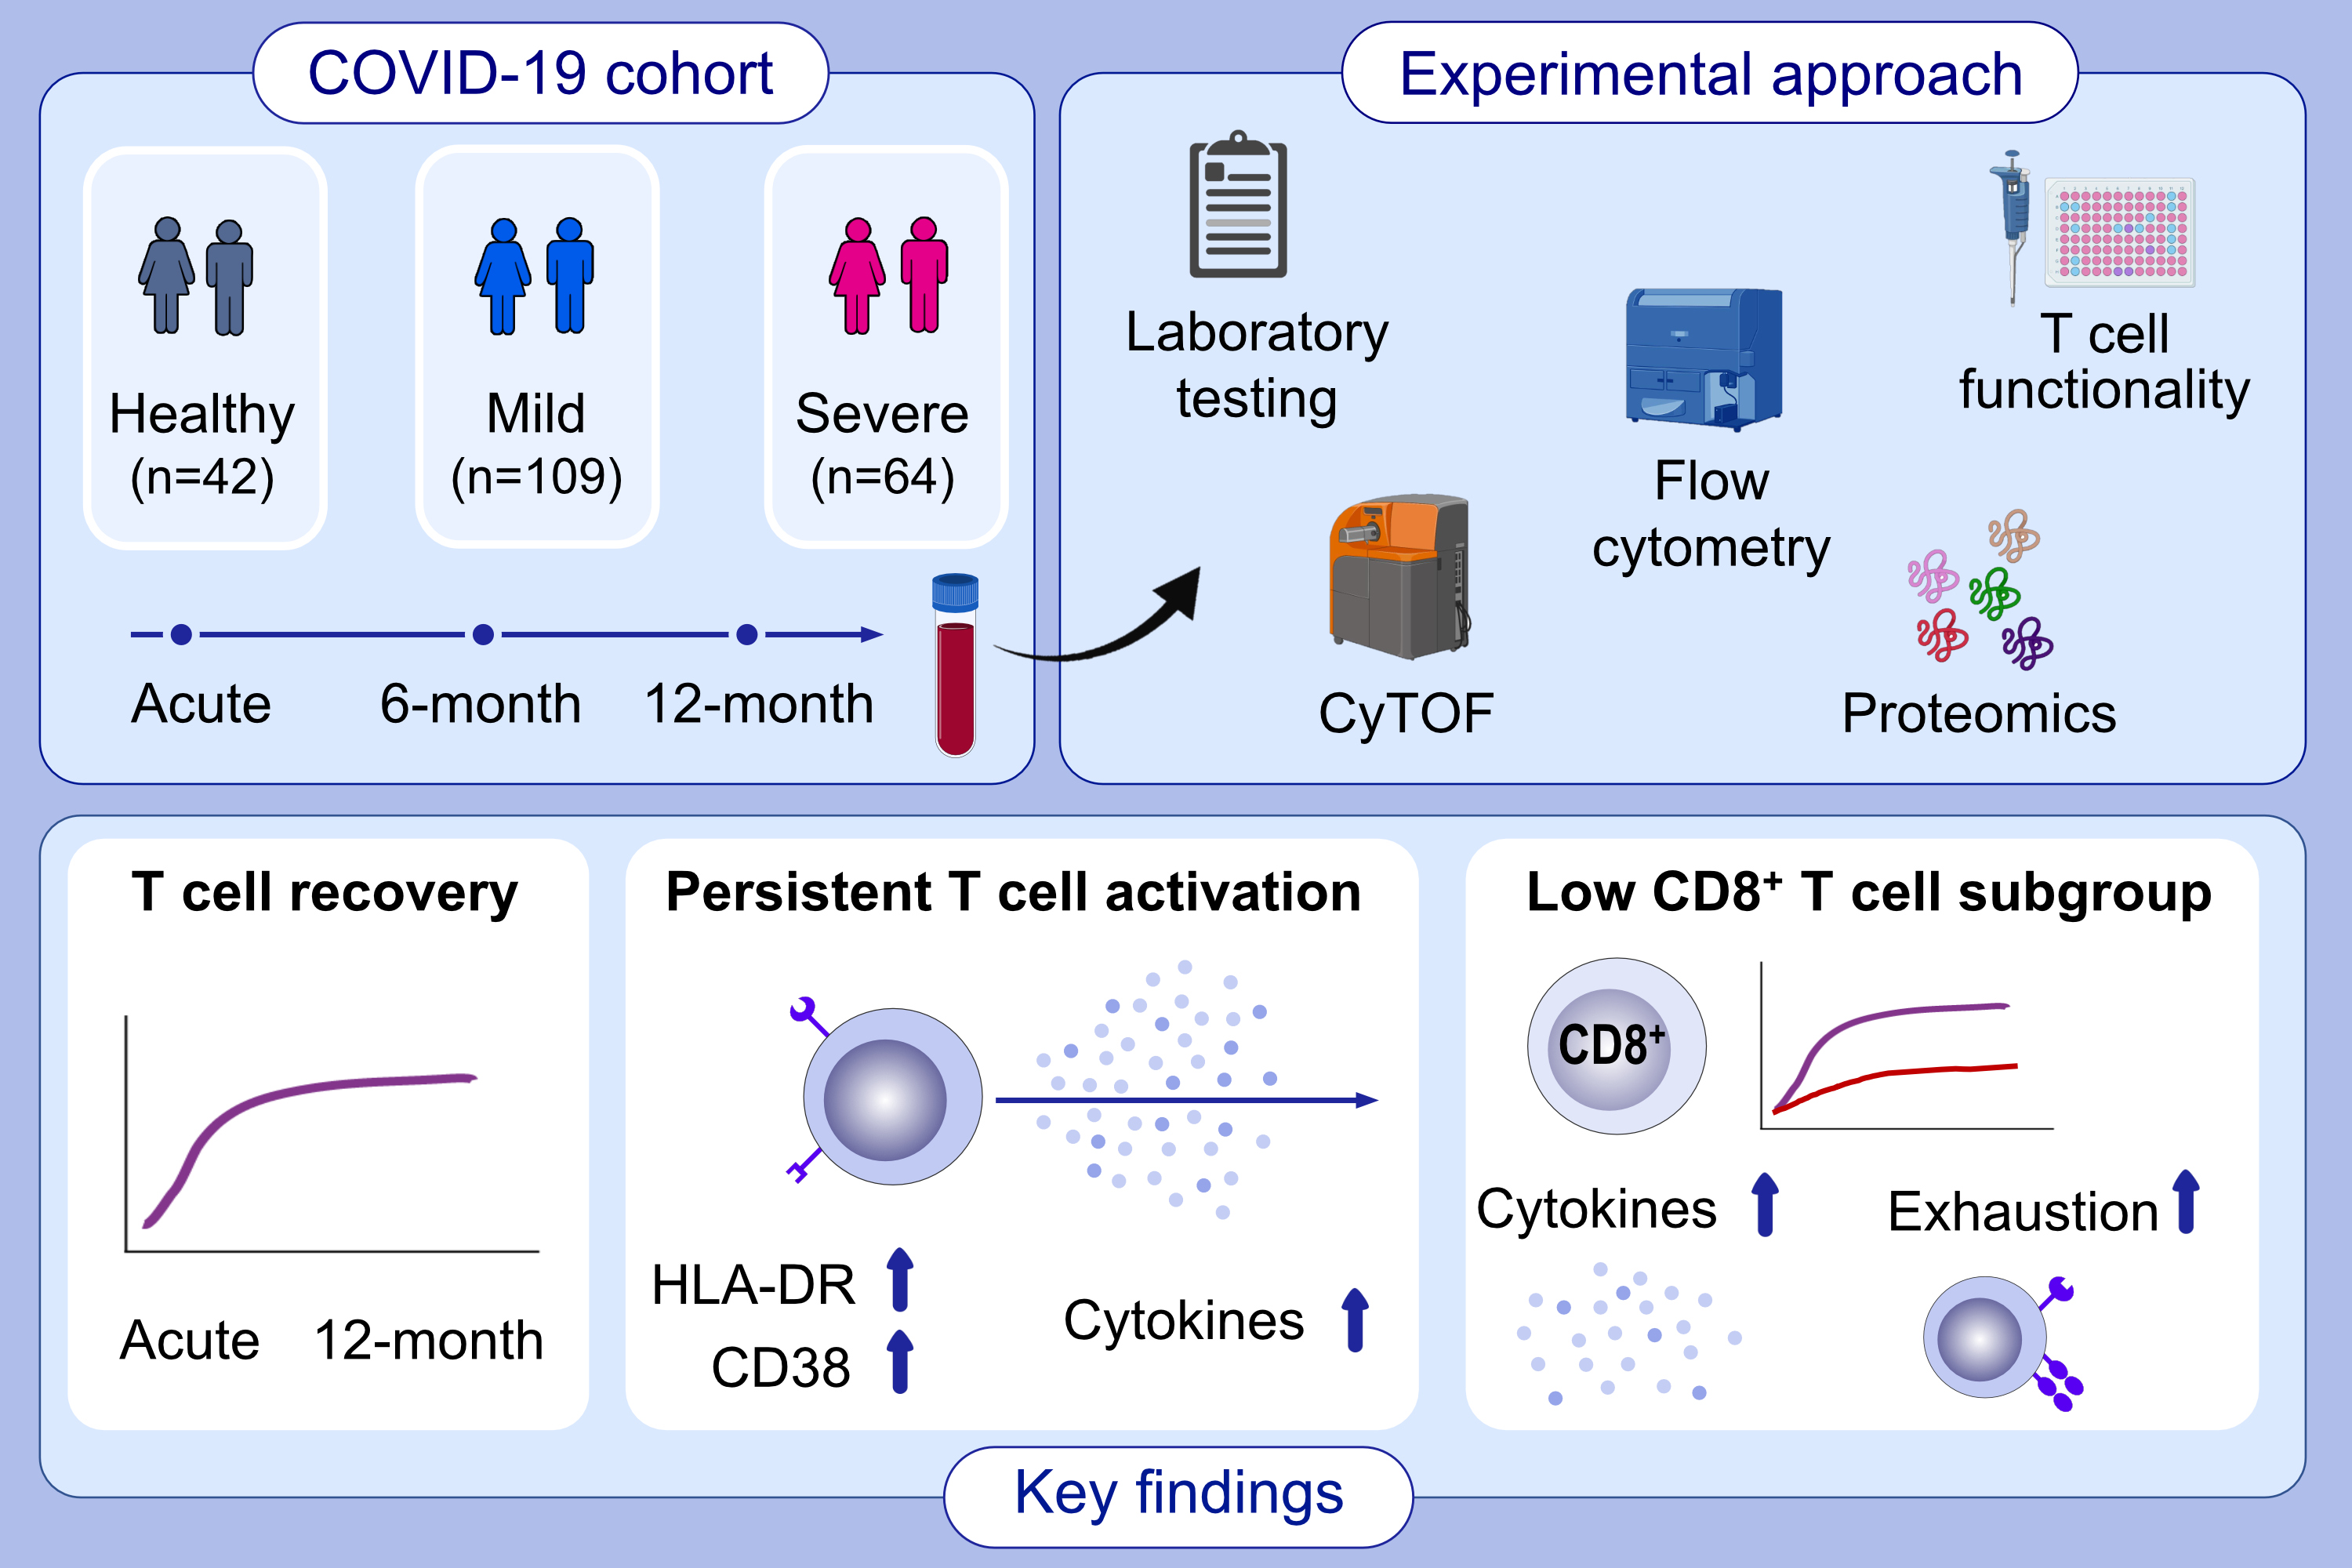 COVID-19 cohort
Healthy
(n=42)
Mild
(n=109)
Severe
(n=64)
Acute
6-month
12-month
Experimental approach
Laboratory
testing
Flow
cytometry
T cell
functionality
CyTOF
Proteomics
T cell recovery
Acute
12-month
Persistent T cell activation
HLA-DR
CD38
Cytokines
Low CD8⁺ T cell subgroup
CD8⁺
Cytokines
Exhaustion
Key findings